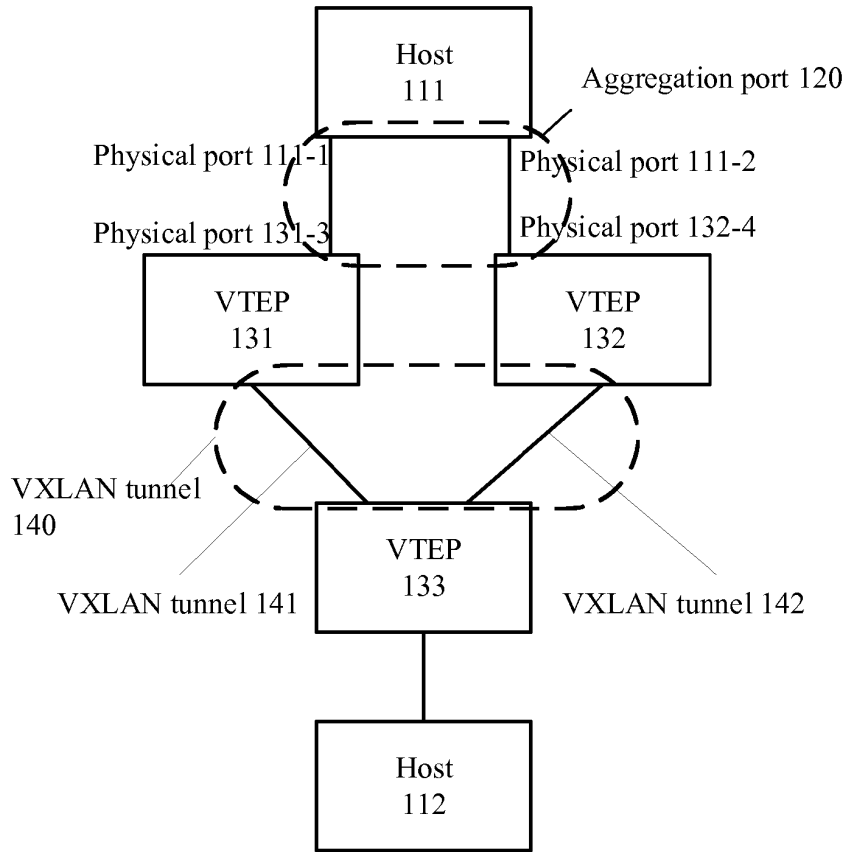 Host
111
Aggregation port 120
Physical port 111-1
Physical port 111-2
Physical port 131-3
Physical port 132-4
VTEP
131
VTEP
132
VXLAN tunnel
140
VTEP
133
VXLAN tunnel 141
VXLAN tunnel 142
Host
112